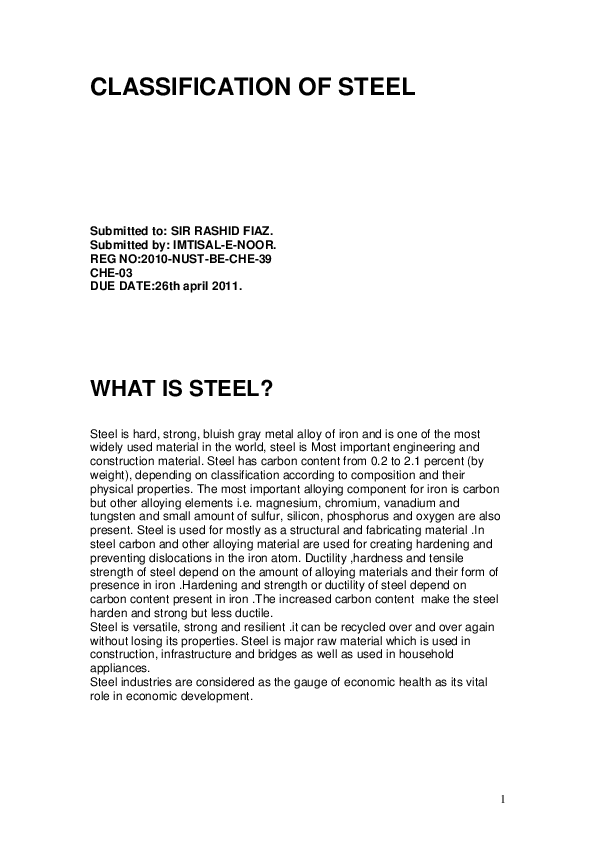 CLASSIFICATION OF STEEL
Submitted to: SIR RASHID FIAZ.
Submitted by: IMTISAL-E-NOOR.
REG NO:2010-NUST-BE-CHE-39
CHE-03
DUE DATE:26th april 2011.
WHAT IS STEEL?
Steel is hard, strong, bluish gray metal alloy of iron and is one of the most
widely used material in the world, steel is Most important engineering and
construction material. Steel has carbon content from 0.2 to 2.1 percent (by
weight), depending on classification according to composition and their
physical properties. The most important alloying component for iron is carbon
but other alloying elements i.e. magnesium, chromium, vanadium and
tungsten and small amount of sulfur, silicon, phosphorus and oxygen are also
present. Steel is used for mostly as a structural and fabricating material .In
steel carbon and other alloying material are used for creating hardening and
preventing dislocations in the iron atom. Ductility ,hardness and tensile
strength of steel depend on the amount of alloying materials and their form of
presence in iron .Hardening and strength or ductility of steel depend on
carbon content present in iron .The increased carbon content  make the steel
harden and strong but less ductile.
Steel is versatile, strong and resilient .it can be recycled over and over again
without losing its properties. Steel is major raw material which is used in
construction, infrastructure and bridges as well as used in household
appliances.
Steel industries are considered as the gauge of economic health as its vital
role in economic development.
1